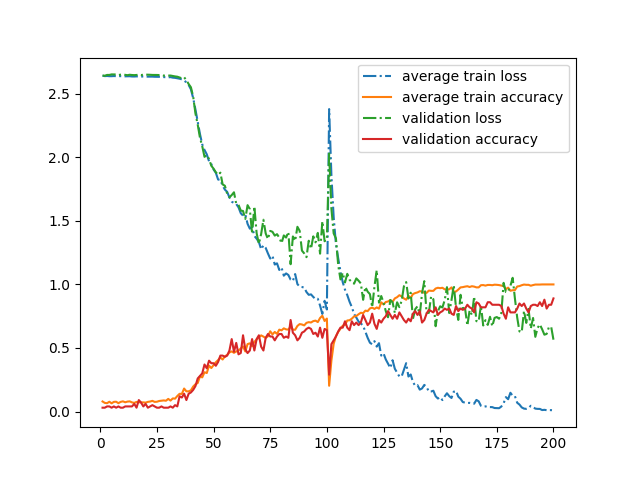 average train loss
average train accuracy
validation loss
validation accuracy
2.5
2.0
1.5
1.0
0.5
0.0
0 25 50 75 100 125 150 175 200